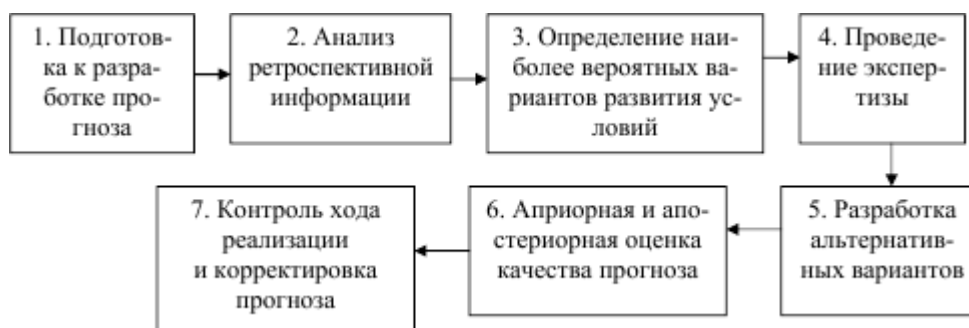 1. Подготов-
ка к разра-
ботке про-
гноза
2. Анализ
ретроспективной
информации
3. Определение наи-
более вероятных ва-
риантов развития ус-
ловий
4. Проведе-
ние экспер-
тизы
5. Разработка
альтернатив-
ных вариантов
6. Априорная и апо-
стериорная оценка
качества прогноза
7. Контроль хода
реализации
и корректировка
прогноза